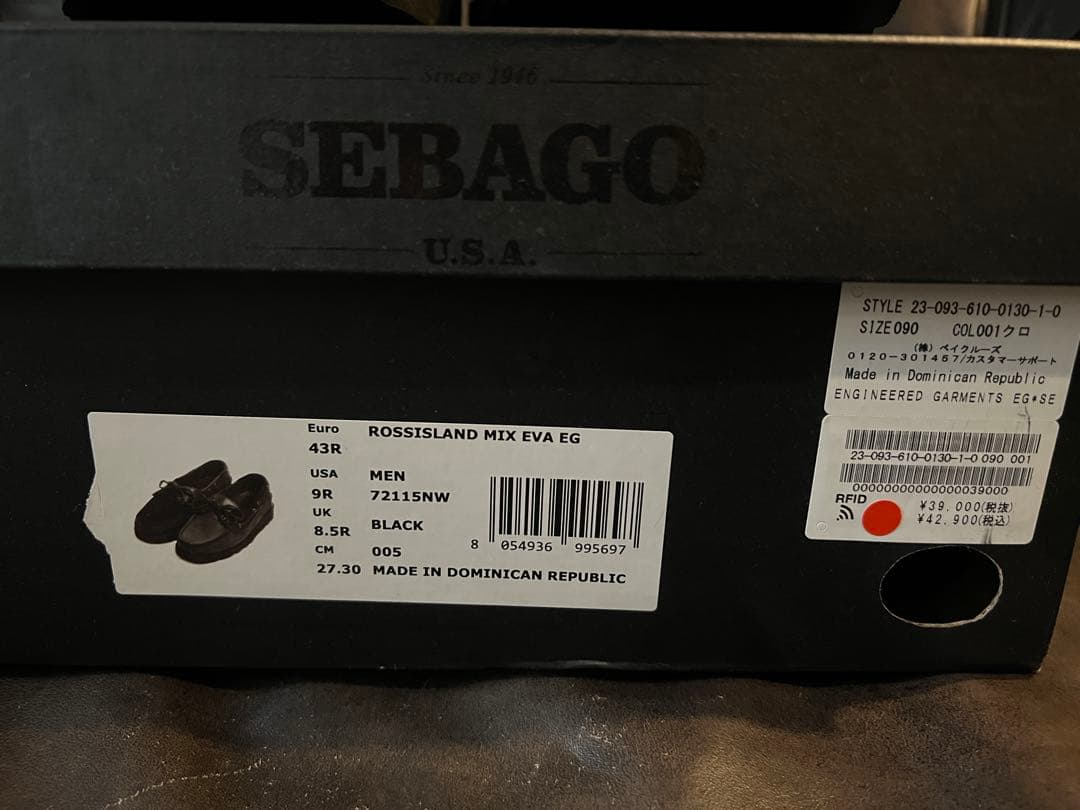 Since 1946
SEBAGO
U.S.A.
STYLE 23-093-610-0130-1-0
SIZE090 COL001クロ
(株) ベイクルーズ
0120-301457/カスタマーサポート
Made in Dominican Republic
ENGINEERED GARMENTS EG*SE
23-093-610-0130-1-0 090 001
00000000000000039000
RFID
¥39,000(税抜)
¥42,900(税込)
Euro
43R
USA
9R
UK
8.5R
CM
27.30
ROSSISLAND MIX EVA EG
MEN
72115NW
BLACK
005
MADE IN DOMINICAN REPUBLIC
8 054936 995697